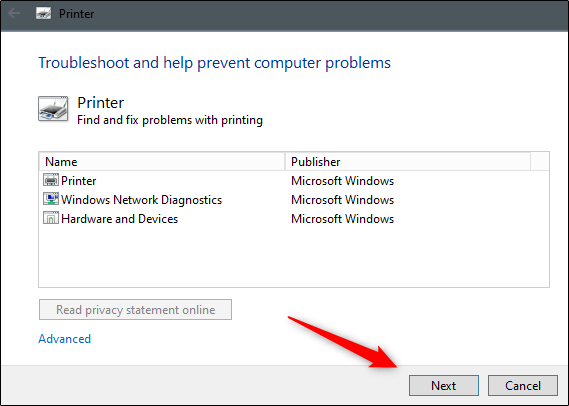 Printer
Troubleshoot and help prevent computer problems
Printer
Find and fix problems with printing
Name Publisher
Printer Microsoft Windows
Windows Network Diagnostics Microsoft Windows
Hardware and Devices Microsoft Windows
Read privacy statement online
Advanced
Next Cancel